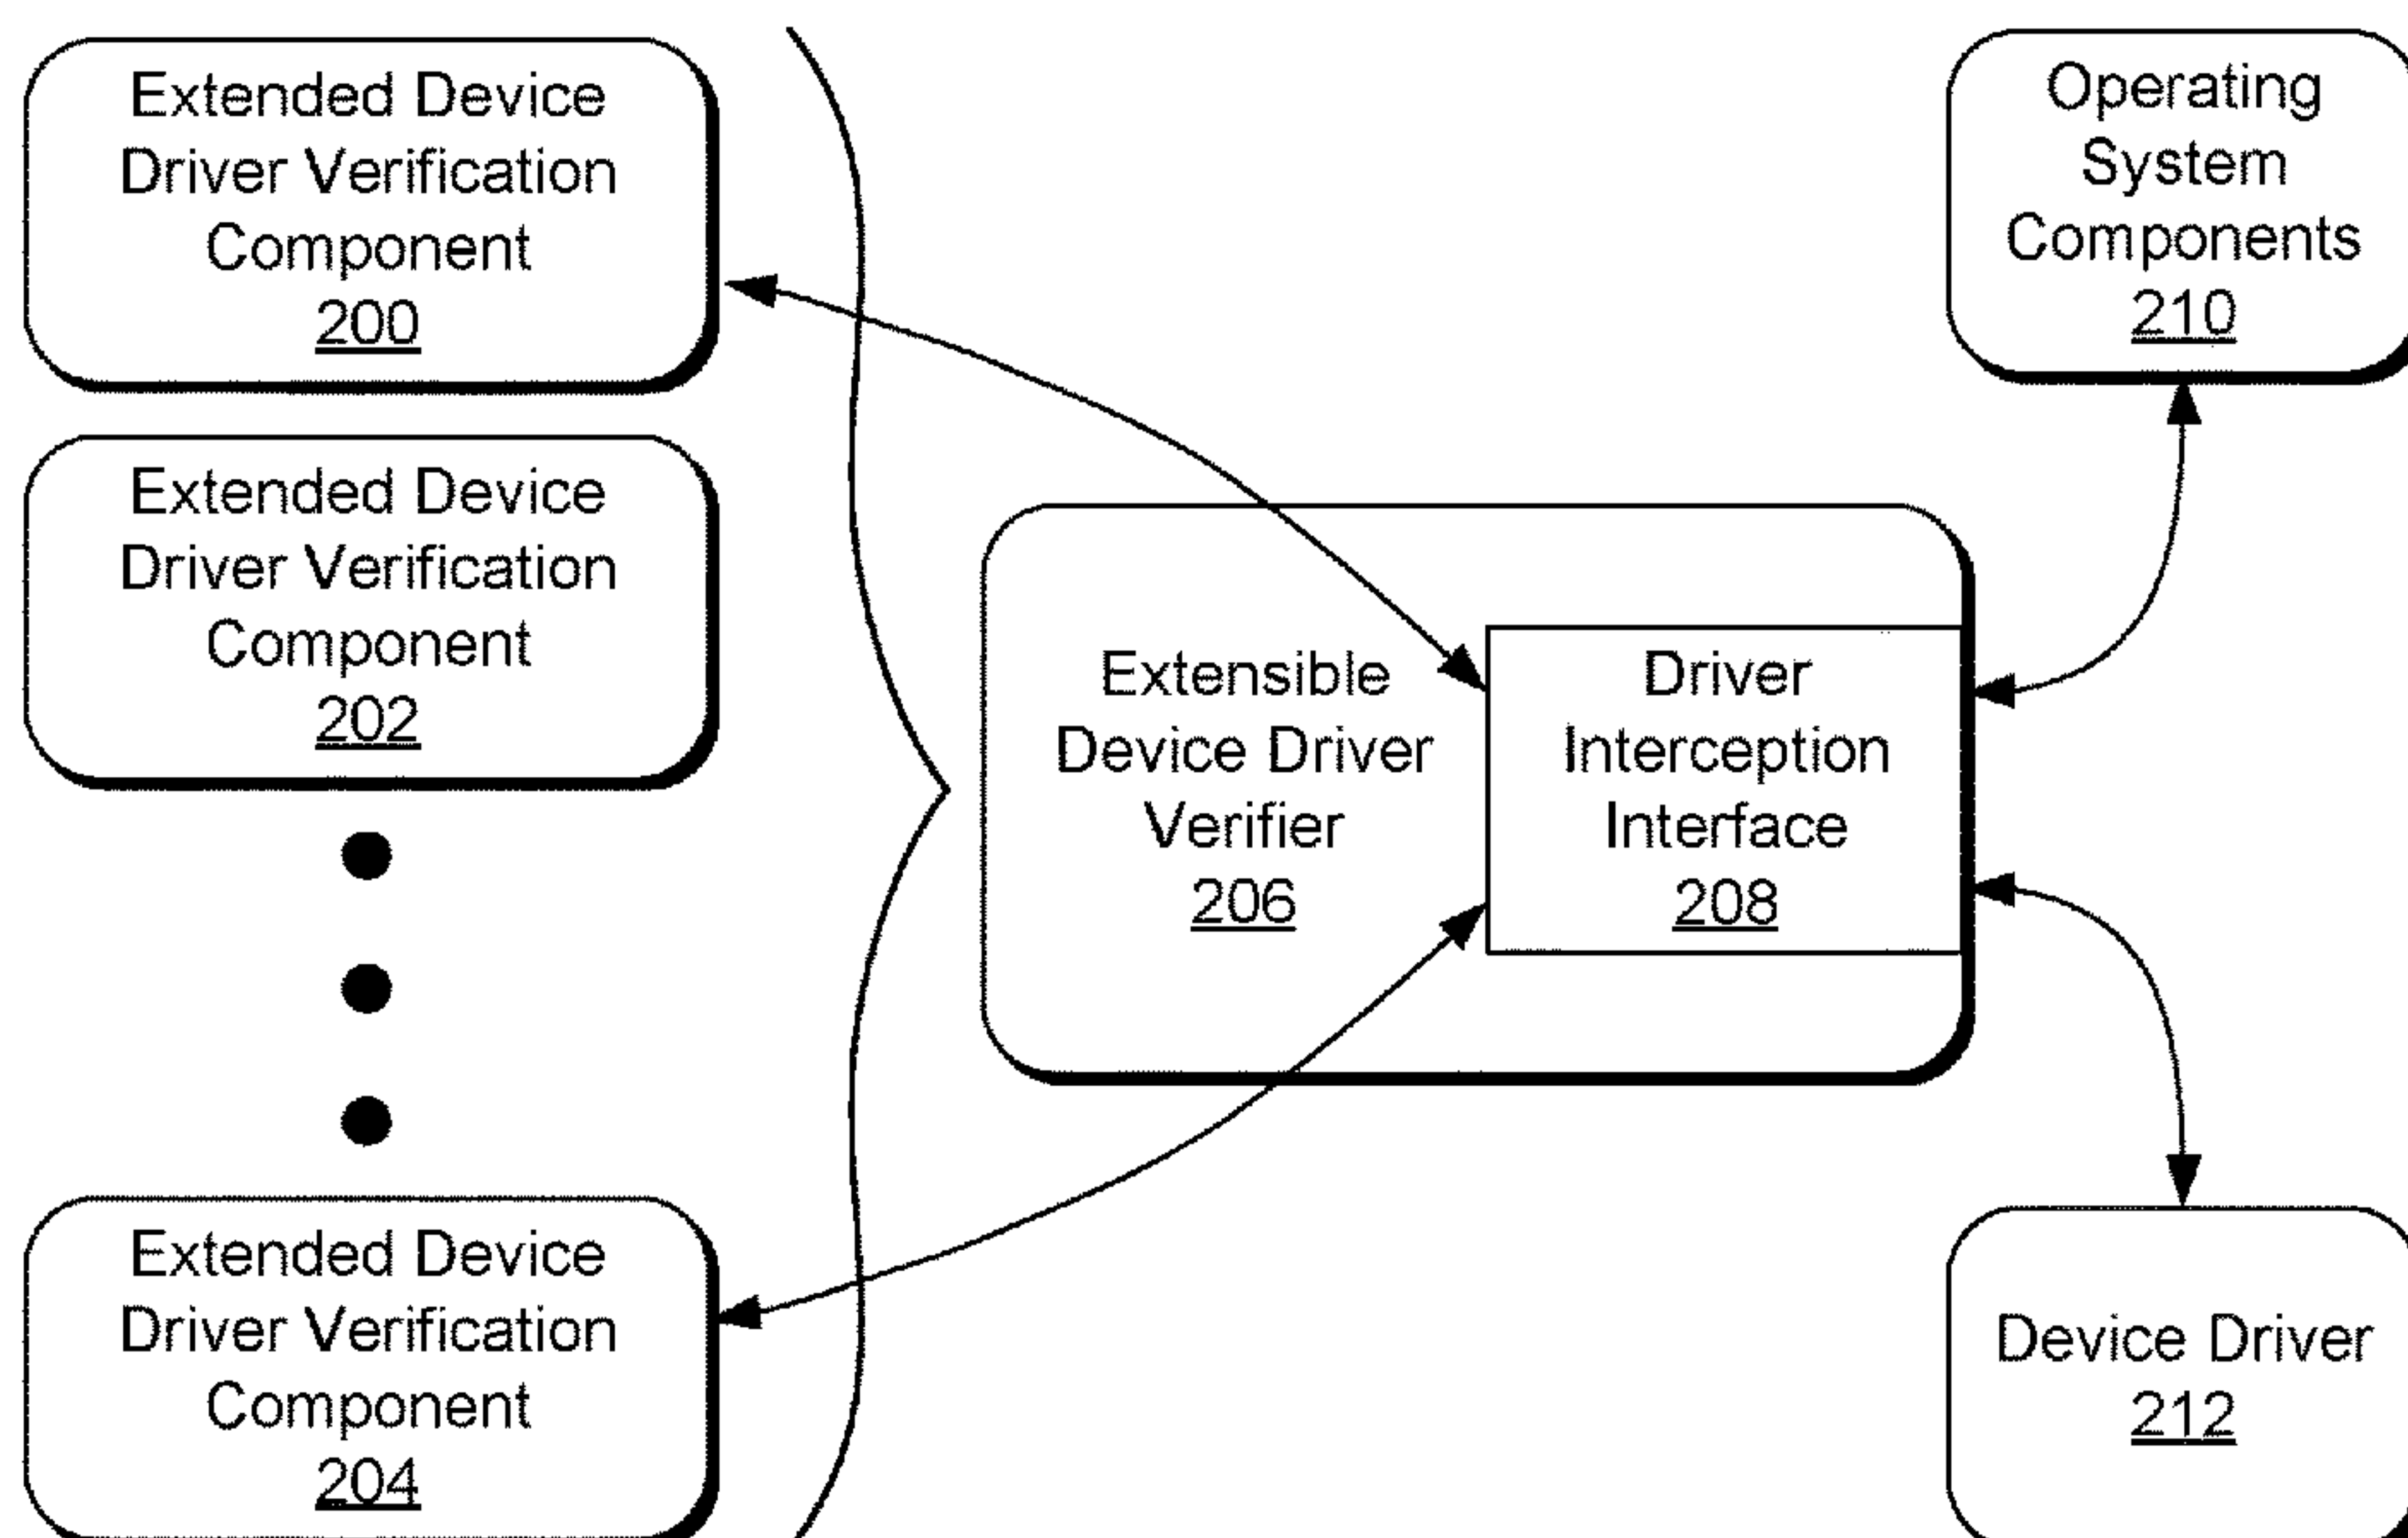 Extended Device
Driver Verification
Component
200
Extended Device
Driver Verification
Component
202
Extended Device
Driver Verification
Component
204
Extensible
Device Driver
Verifier
206
Driver
Interception
Interface
208
Operating
System
Components
210
Device Driver
212